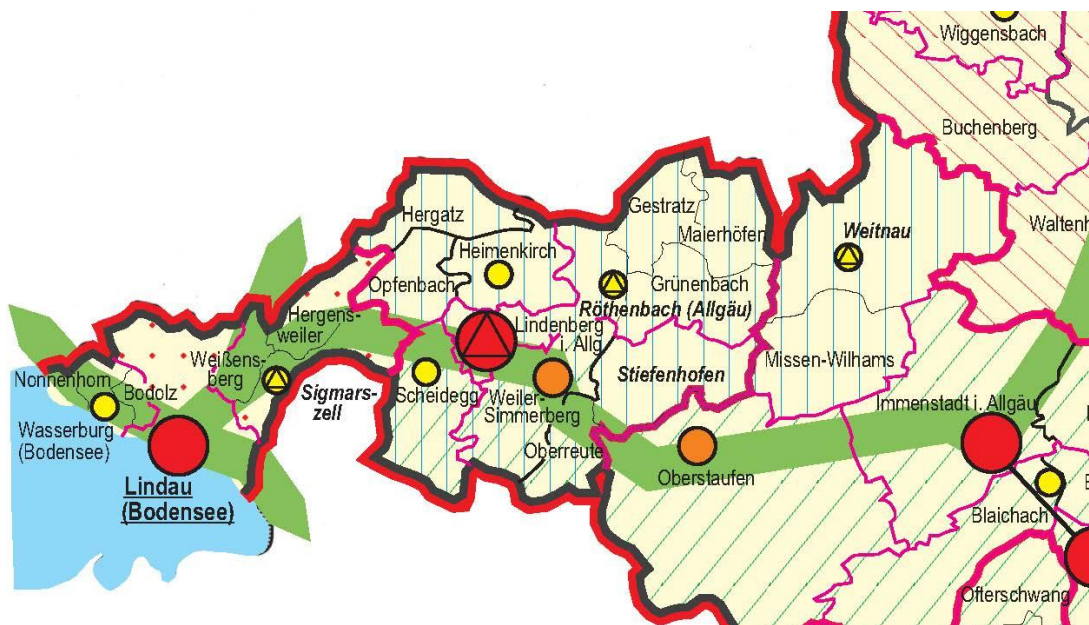 Wiggensbach
Buchenberg
Waltenh
Gestratz
Hergatz
Maierhöfen
Weitnau
Heimenkirch
Opfenbach
Grünenbach
Röthenbach (Allgäu)
Hergens-
weiler
Lindenberg
i. Allg
Weißens-
berg
Missen-Wilhams
Stiefenhofen
Sigmars-
zell
Scheidegg
Nonnenhorn
Bodolz
Weiler-
Simmerberg
Immenstadt i. Allgäu
Wasserburg
(Bodensee)
Oberreute
Oberstaufen
Lindau
(Bodensee)
B
Blaichach
Ofterschwang